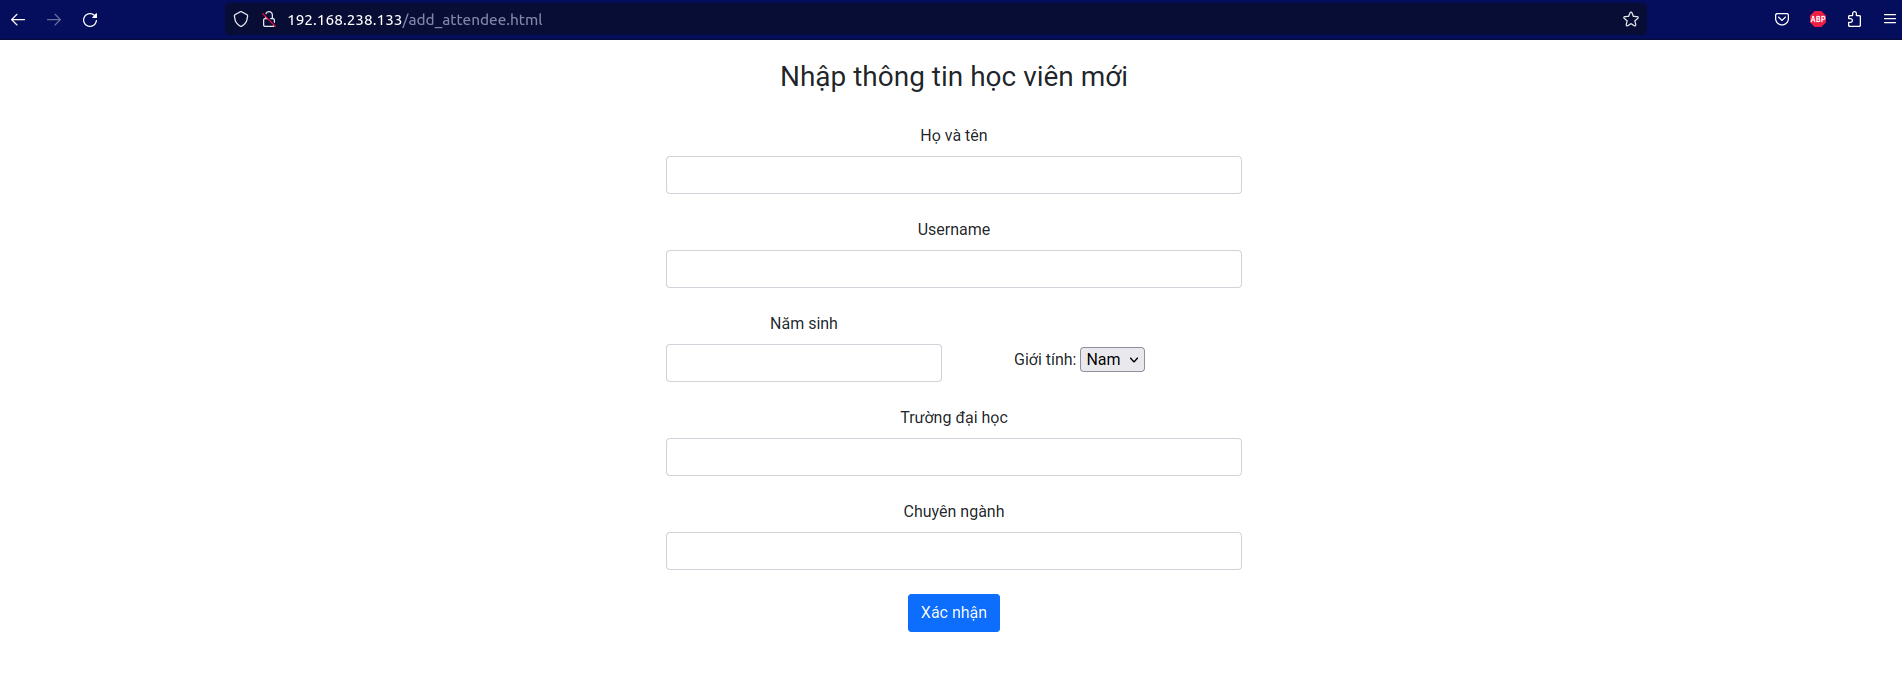 192.168.238.133/add_attendee.html
ABP
Nhập thông tin học viên mới
Họ và tên
Username
Năm sinh
Giới tính: Nam
Trường đại học
Chuyên ngành
Xác nhận